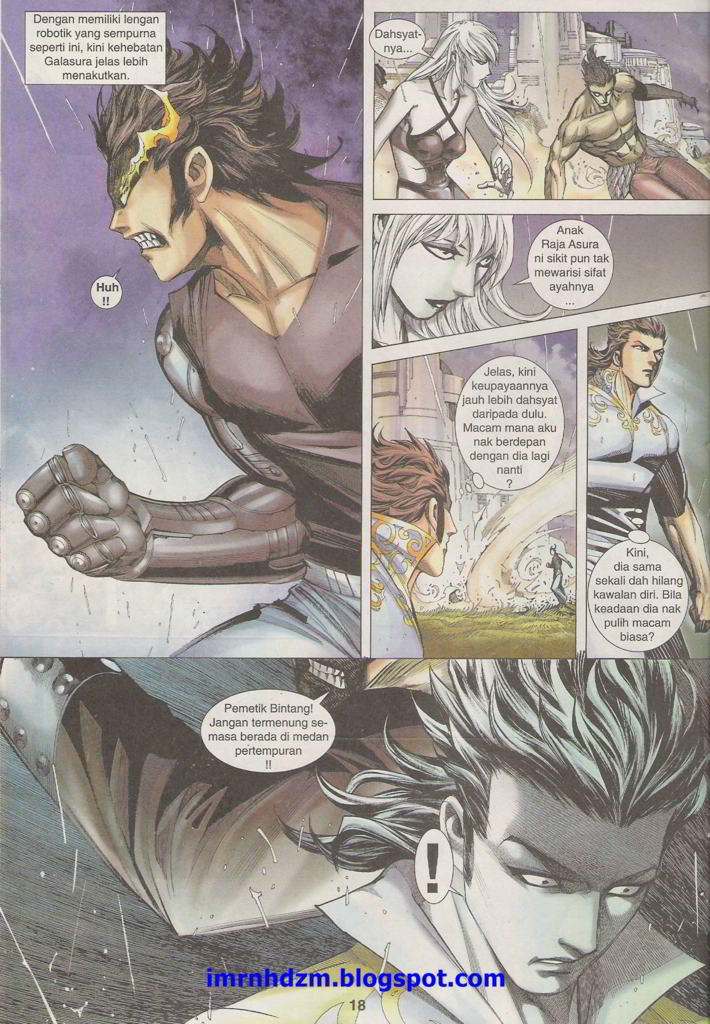 Dengan memiliki lengan
robotik yang sempurna
seperti ini, kini kehebatan
Galasura jelas lebih
menakutkan.
Huh
!!
Dahsyat-
nya...
Anak
Raja Asura
ni sikit pun tak
mewarisi sifat
ayahnya
...
Jelas, kini
keupayaannya
jauh lebih dahsyat
daripada dulu.
Macam mana aku
nak berdepan
dengan dia lagi
nanti
?
Kini,
dia sama
sekali dah hilang
kawalan diri. Bila
keadaan dia nak
pulih macam
biasa?
Pemetik Bintang!
Jangan termenung se-
masa berada di medan
pertempuran
!!
!
imrnhdzm.blogspot.com
18